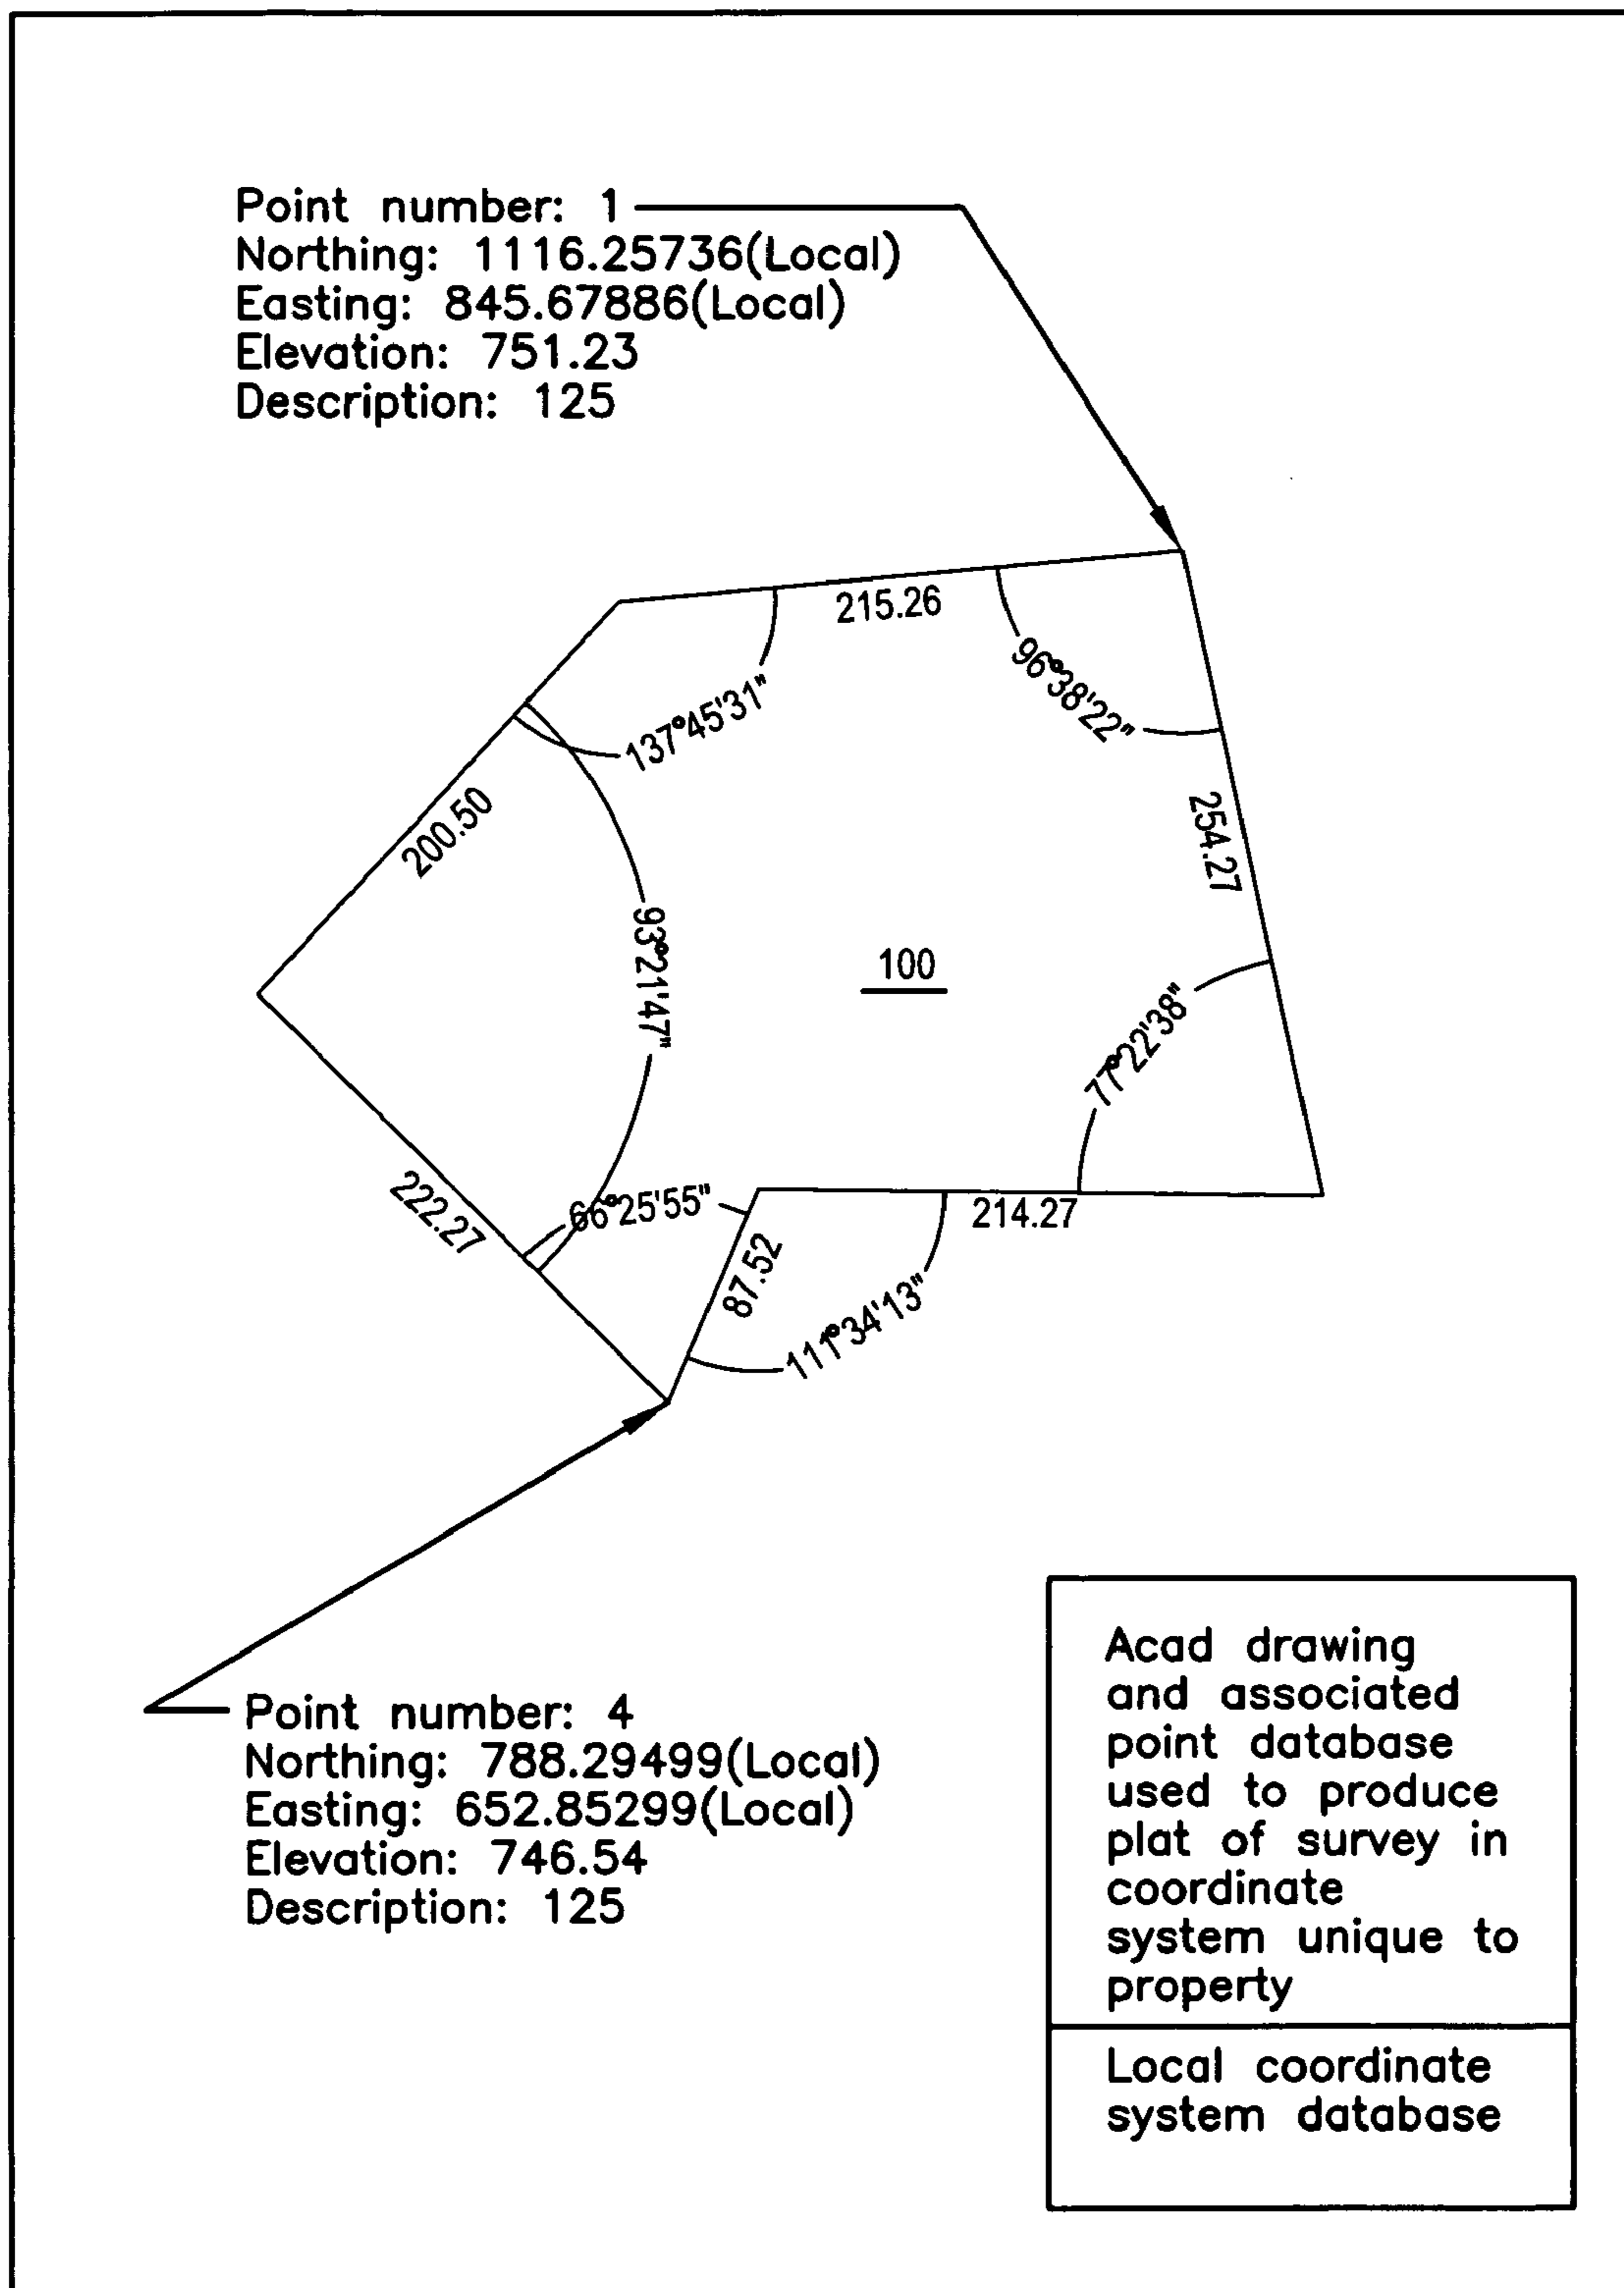 Point number: 1
Northing: 1116.25736(Local)
Easting: 845.67886(Local)
Elevation: 751.23
Description: 125
215.26
96°38'22"
137°45'31"
200.50
254.27
93°21'47"
100
77°22'38"
222.27
66°25'55"
214.27
87.52
111°34'13"
Point number: 4
Northing: 788.29499(Local)
Easting: 652.85299(Local)
Elevation: 746.54
Description: 125
Acad drawing
and associated
point database
used to produce
plat of survey in
coordinate
system unique to
property
Local coordinate
system database